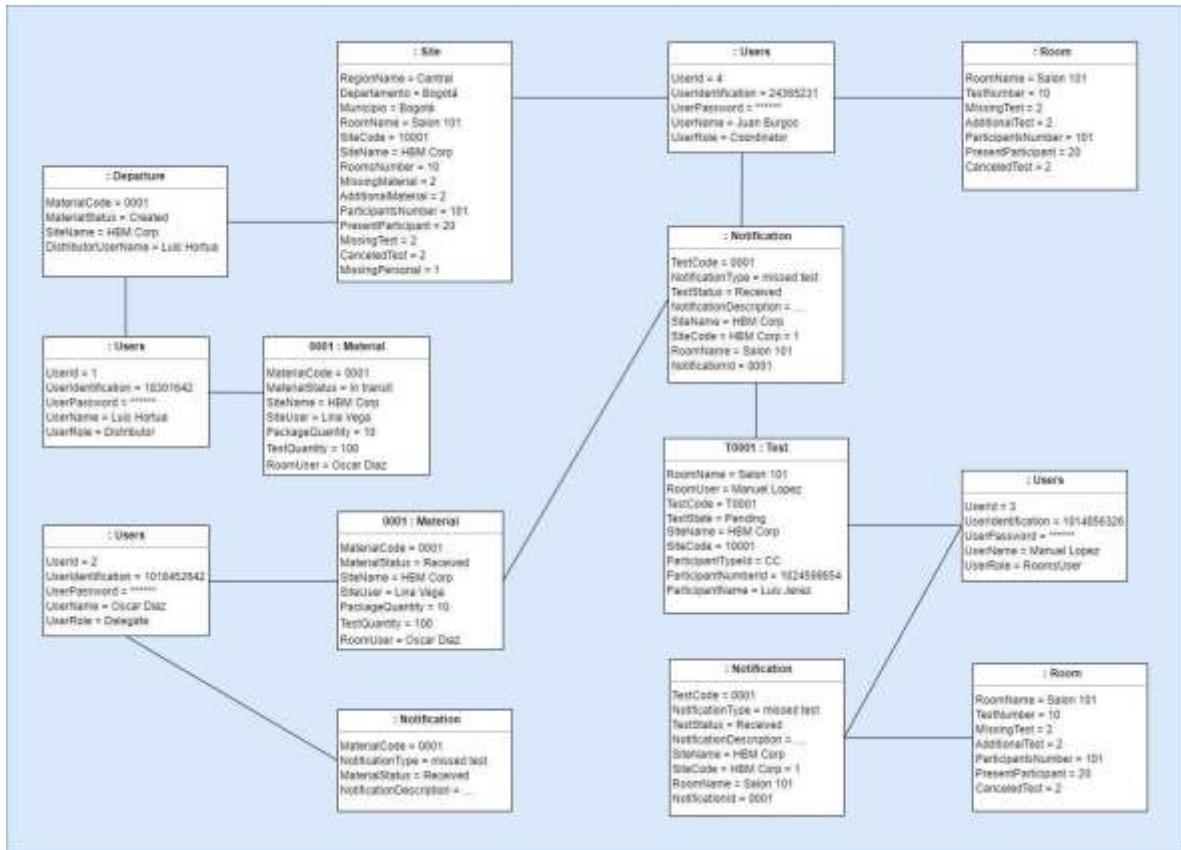 : Site
RegionName = Central
Departamento = Bogotá
Municipio = Bogotá
RoomName = Salon 101
SiteCode = 10001
SiteName = HBM Corp
RoomsNumber = 10
MissingMaterial = 2
AdditionalMaterial = 2
ParticipantsNumber = 101
PresentParticipant = 20
MissingTest = 2
CanceledTest = 2
MissingPersonal = 1
: Users
UserId = 4
UserIdentification = 24365231
UserPassword = ******
UserName = Juan Burgos
UserRole = Coordinator
: Room
RoomName = Salon 101
TestNumber = 10
MissingTest = 2
AdditionalTest = 2
ParticipantsNumber = 101
PresentParticipant = 20
CanceledTest = 2
: Departure
MaterialCode = 0001
MaterialStatus = Created
SiteName = HBM Corp
DistributorUserName = Luis Hortua
: Notification
TestCode = 0001
NotificationType = missed test
TestStatus = Received
NotificationDescription = ...
SiteName = HBM Corp
SiteCode = HBM Corp = 1
RoomName = Salon 101
NotificationId = 0001
: Users
UserId = 1
UserIdentification = 10301642
UserPassword = ******
UserName = Luis Hortua
UserRole = Distributor
0001 : Material
MaterialCode = 0001
MaterialStatus = In transit
SiteName = HBM Corp
SiteUser = Lina Vega
PackageQuantity = 10
TestQuantity = 100
RoomUser = Oscar Diaz
T0001 : Test
RoomName = Salon 101
RoomUser = Manuel Lopez
TestCode = T0001
TestState = Pending
SiteName = HBM Corp
SiteCode = 10001
ParticipantTypeId = CC
ParticipantNumberId =
ParticipantName = Luis Jerez
: Users
UserId = 3
UserIdentification = 1014856326
UserPassword = ******
UserName = Manuel Lopez
UserRole = RoomsUser
: Users
UserId = 2
UserIdentification =
UserPassword = ******
UserName = Oscar Diaz
UserRole = Delegate
0001 : Material
MaterialCode = 0001
MaterialStatus = Received
SiteName = HBM Corp
SiteUser = Lina Vega
PackageQuantity = 10
TestQuantity = 100
RoomUser = Oscar Diaz
: Notification
TestCode = 0001
NotificationType = missed test
TestStatus = Received
NotificationDescription = ...
SiteName = HBM Corp
SiteCode = HBM Corp = 1
RoomName = Salon 101
NotificationId = 0001
: Room
RoomName = Salon 101
TestNumber = 10
MissingTest = 2
AdditionalTest = 2
ParticipantsNumber = 101
PresentParticipant = 20
CanceledTest = 2
: Notification
MaterialCode = 0001
NotificationType = missed test
MaterialStatus = Received
NotificationDescription = ...